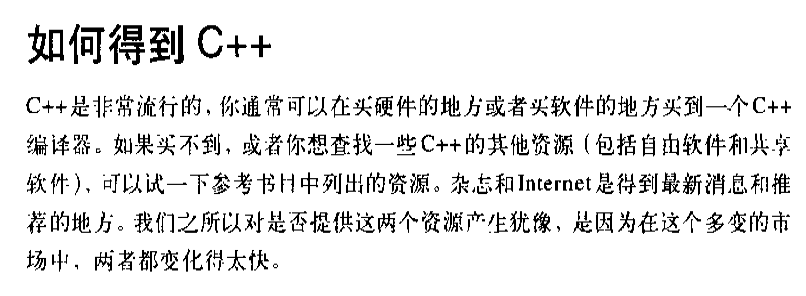 如何得到 C++
C++是非常流行的，你通常可以在买硬件的地方或者买软件的地方买到一个C++
编译器。如果买不到，或者你想查找一些C++的其他资源（包括自由软件和共享
软件），可以试一下参考书目中列出的资源。杂志和Internet是得到最新消息和推
荐的地方。我们之所以对是否提供这两个资源产生犹像，是因为在这个多变的市
场中，两者都变化得太快。